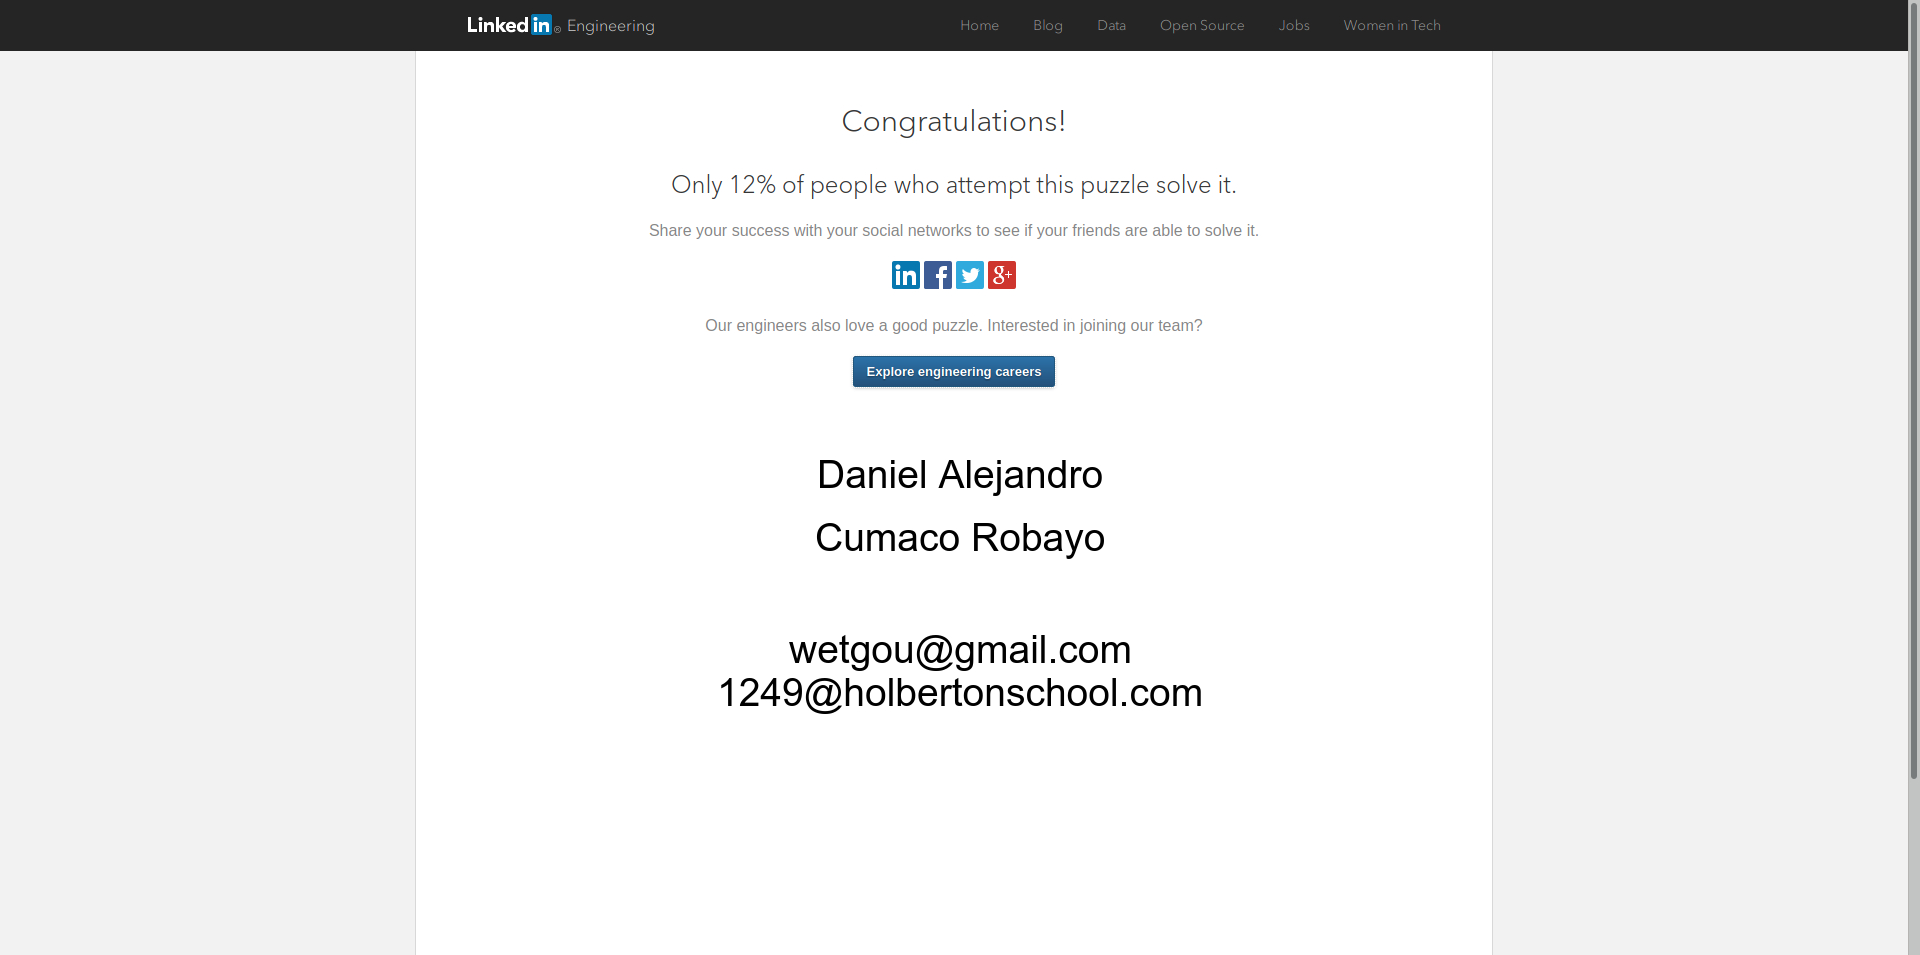 Linked in® Engineering Home Blog Data Open Source Jobs Women in Tech
Congratulations!
Only 12% of people who attempt this puzzle solve it.
Share your success with your social networks to see if your friends are able to solve it.
in f g+
Our engineers also love a good puzzle. Interested in joining our team?
Explore engineering careers
Daniel Alejandro
Cumaco Robayo
wetgou@gmail.com
1249@holbertonschool.com